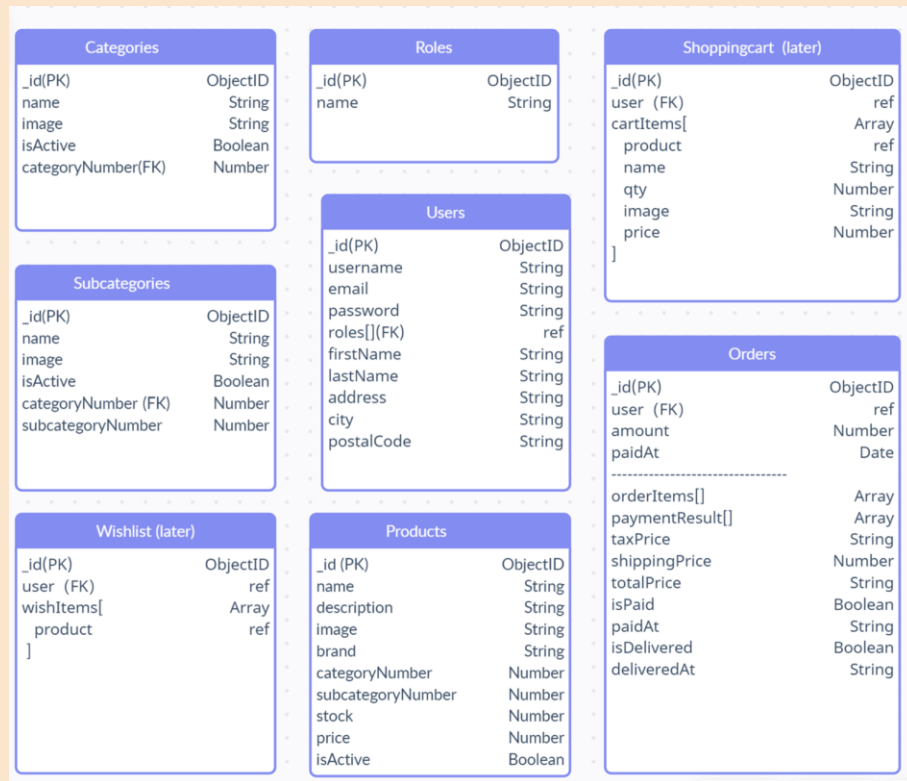 Categories
_id(PK) ObjectID
name String
image String
isActive Boolean
categoryNumber(FK) Number
Roles
_id(PK) ObjectID
name String
Shoppingcart (later)
_id(PK) ObjectID
user (FK) ref
cartItems[ Array
product ref
name String
qty Number
image String
price Number
]
Users
_id(PK) ObjectID
username String
email String
password String
roles[](FK) ref
firstName String
lastName String
address String
city String
postalCode String
Subcategories
_id(PK) ObjectID
name String
image String
isActive Boolean
categoryNumber (FK) Number
subcategoryNumber Number
Orders
_id(PK) ObjectID
user (FK) ref
amount Number
paidAt Date
---------------------------------
orderItems[] Array
paymentResult[] Array
taxPrice String
shippingPrice Number
totalPrice String
isPaid Boolean
paidAt String
isDelivered Boolean
deliveredAt String
Wishlist (later)
_id(PK) ObjectID
user (FK) ref
wishItems[ Array
product ref
]
Products
_id (PK) ObjectID
name String
description String
image String
brand String
categoryNumber Number
subcategoryNumber Number
stock Number
price Number
isActive Boolean